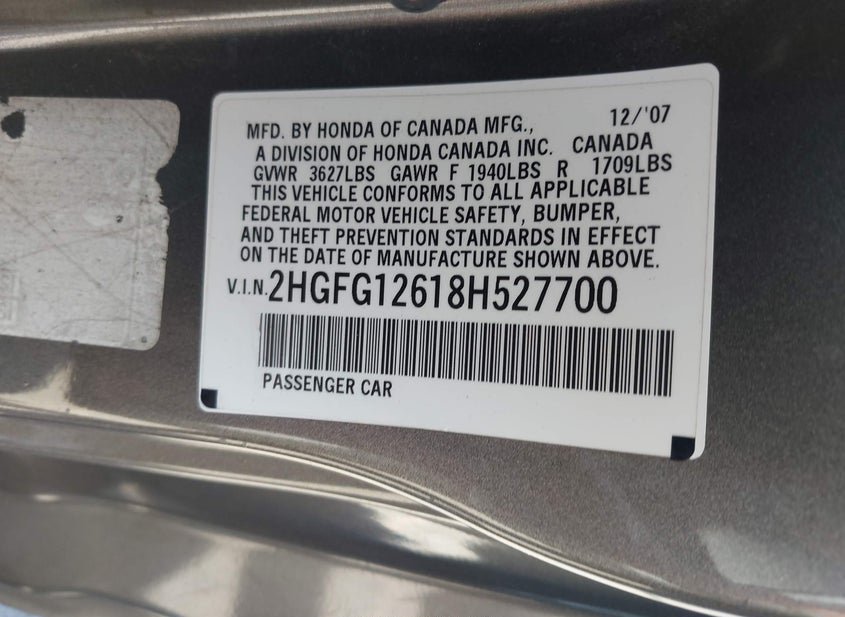 MFD. BY HONDA OF CANADA MFG., 12/'07
A DIVISION OF HONDA CANADA INC. CANADA
GVWR 3627LBS GAWR F 1940LBS R 1709LBS
THIS VEHICLE CONFORMS TO ALL APPLICABLE
FEDERAL MOTOR VEHICLE SAFETY, BUMPER,
AND THEFT PREVENTION STANDARDS IN EFFECT
ON THE DATE OF MANUFACTURE SHOWN ABOVE.
V.I.N. 2HGFG12618H527700
PASSENGER CAR